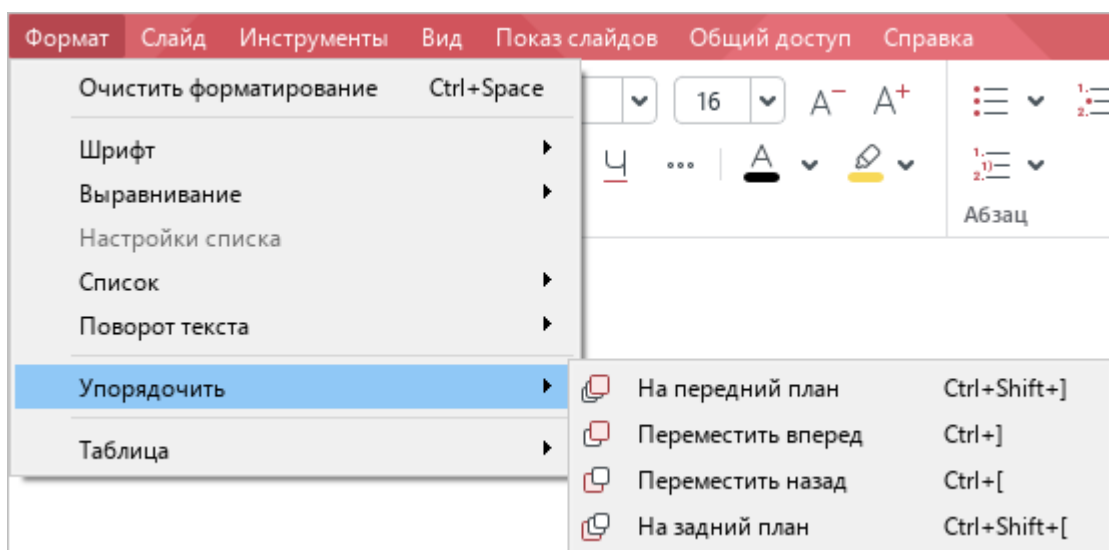 Формат Слайд Инструменты Вид Показ слайдов Общий доступ Справка
Очистить форматирование Ctrl+Space
16 A− A+
Шрифт
Ч A
Выравнивание
Абзац
Настройки списка
Список
Поворот текста
Упорядочить
На передний план Ctrl+Shift+]
Переместить вперед Ctrl+]
Таблица
Переместить назад Ctrl+[
На задний план Ctrl+Shift+[